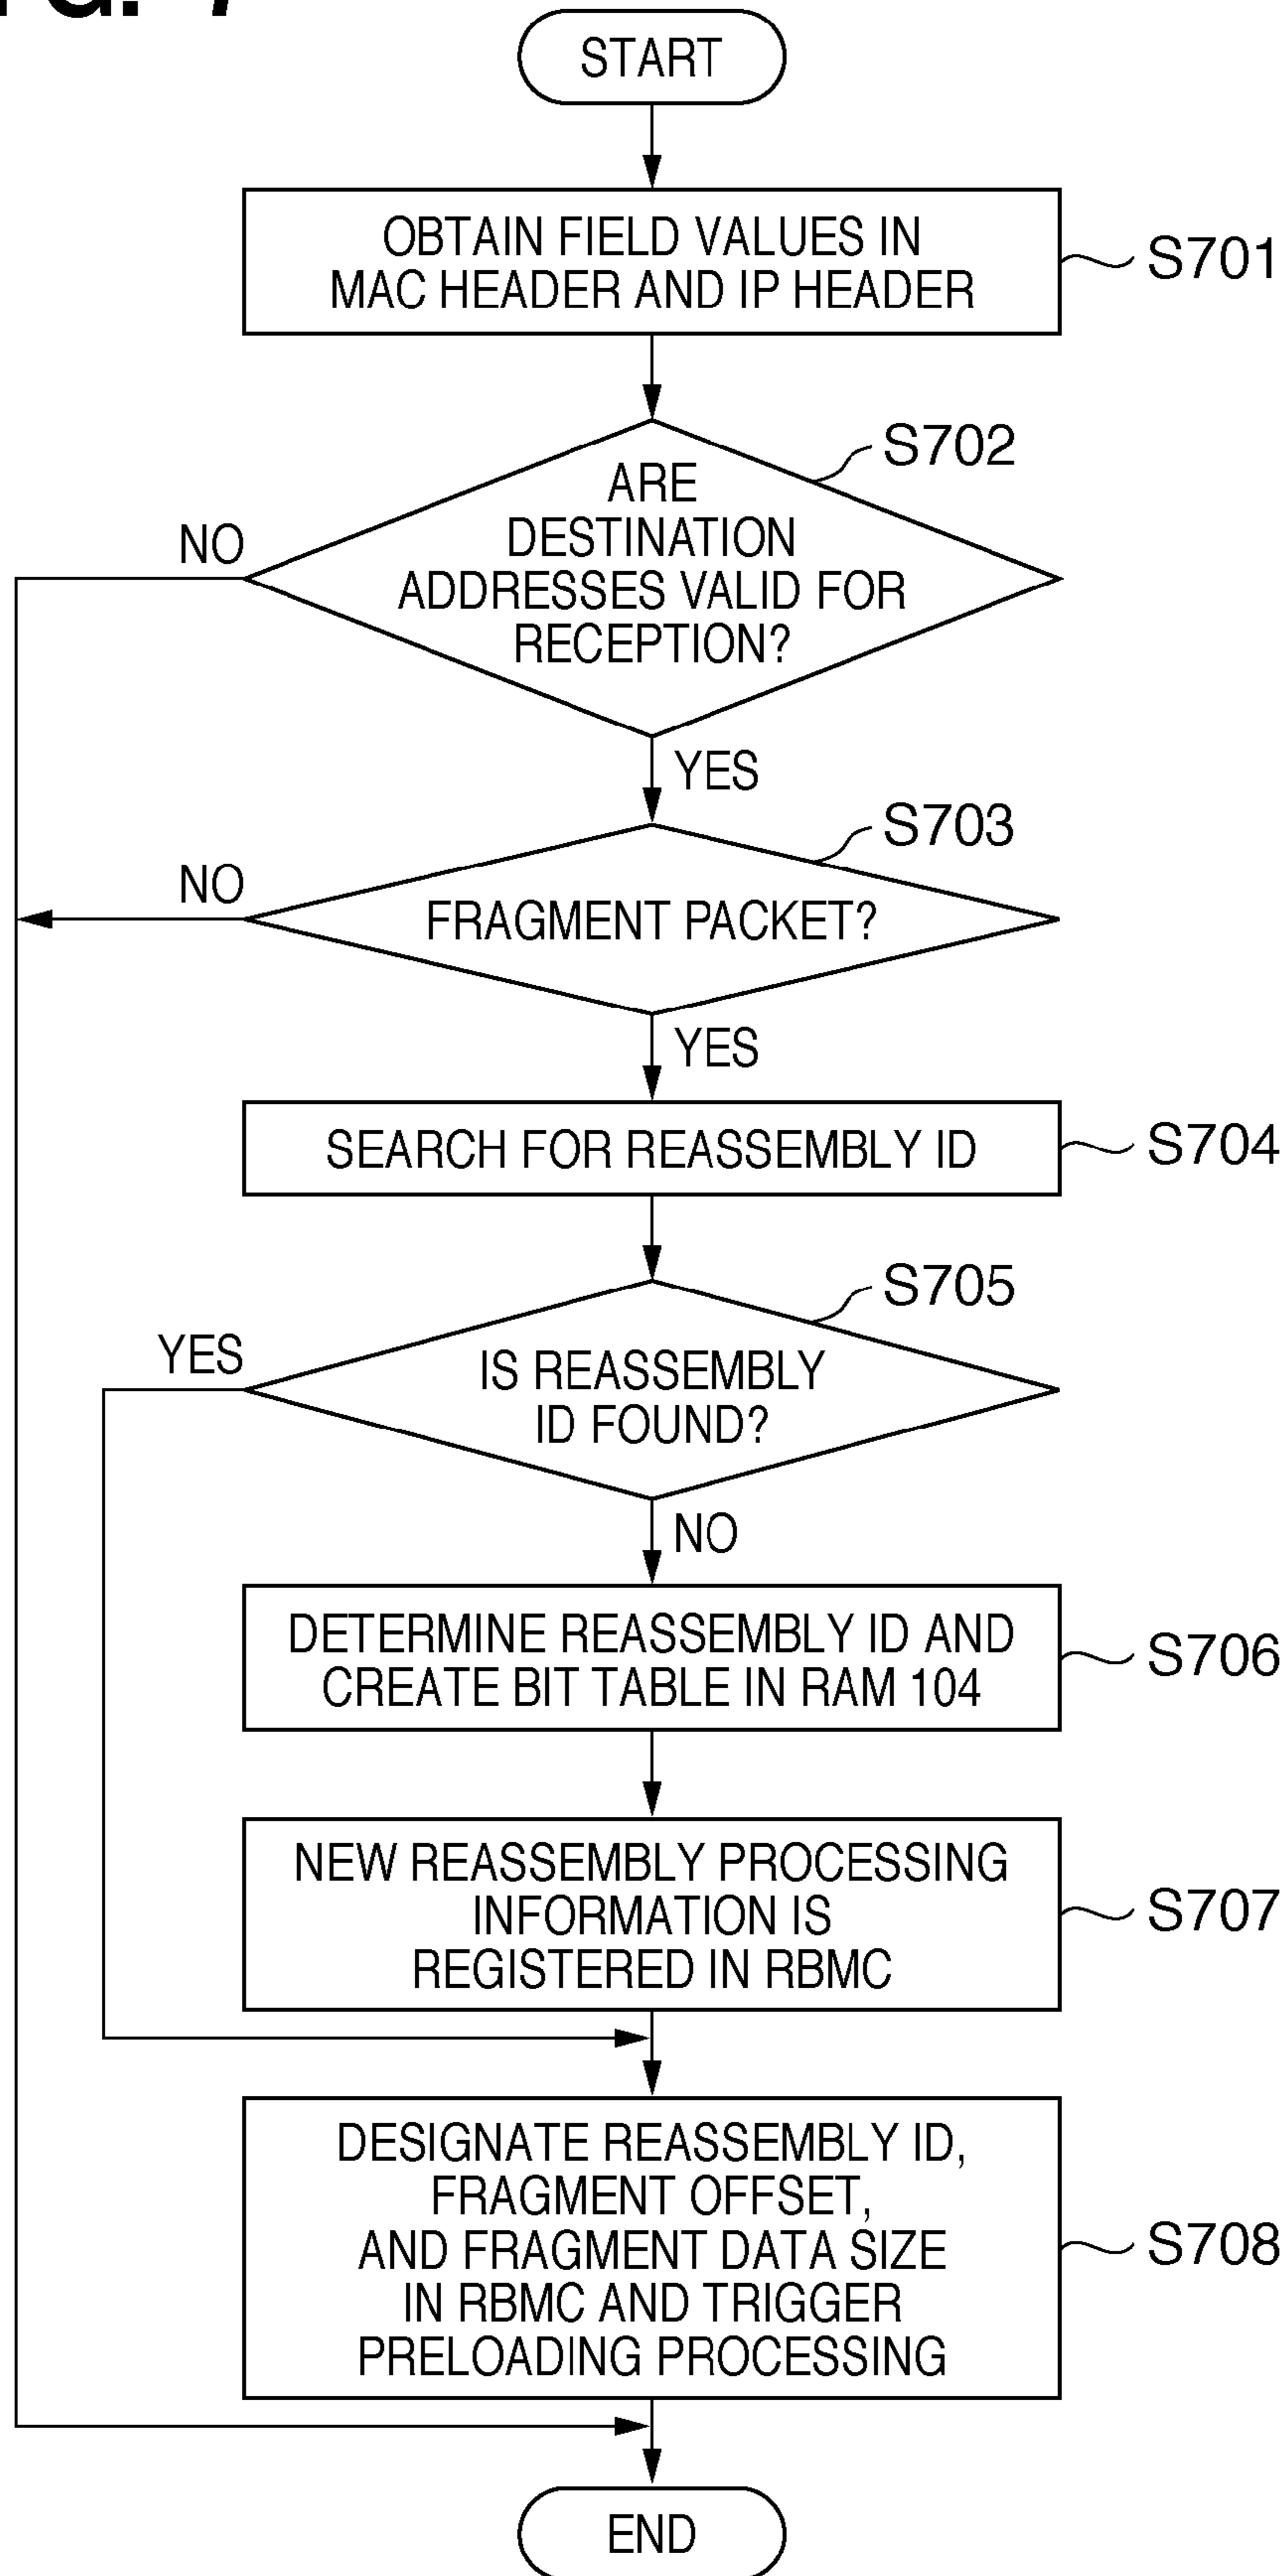 START
OBTAIN FIELD VALUES IN
MAC HEADER AND IP HEADER
S701
S702
ARE
DESTINATION
ADDRESSES VALID FOR
RECEPTION?
NO
YES
S703
NO
FRAGMENT PACKET?
YES
SEARCH FOR REASSEMBLY ID
S704
S705
YES
IS REASSEMBLY
ID FOUND?
NO
DETERMINE REASSEMBLY ID AND
CREATE BIT TABLE IN RAM 104
S706
NEW REASSEMBLY PROCESSING
INFORMATION IS
REGISTERED IN RBMC
S707
DESIGNATE REASSEMBLY ID,
FRAGMENT OFFSET,
AND FRAGMENT DATA SIZE
IN RBMC AND TRIGGER
PRELOADING PROCESSING
S708
END